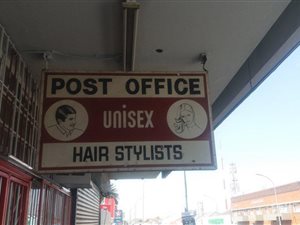 POST OFFICE
UNISEX
HAIR STYLISTS